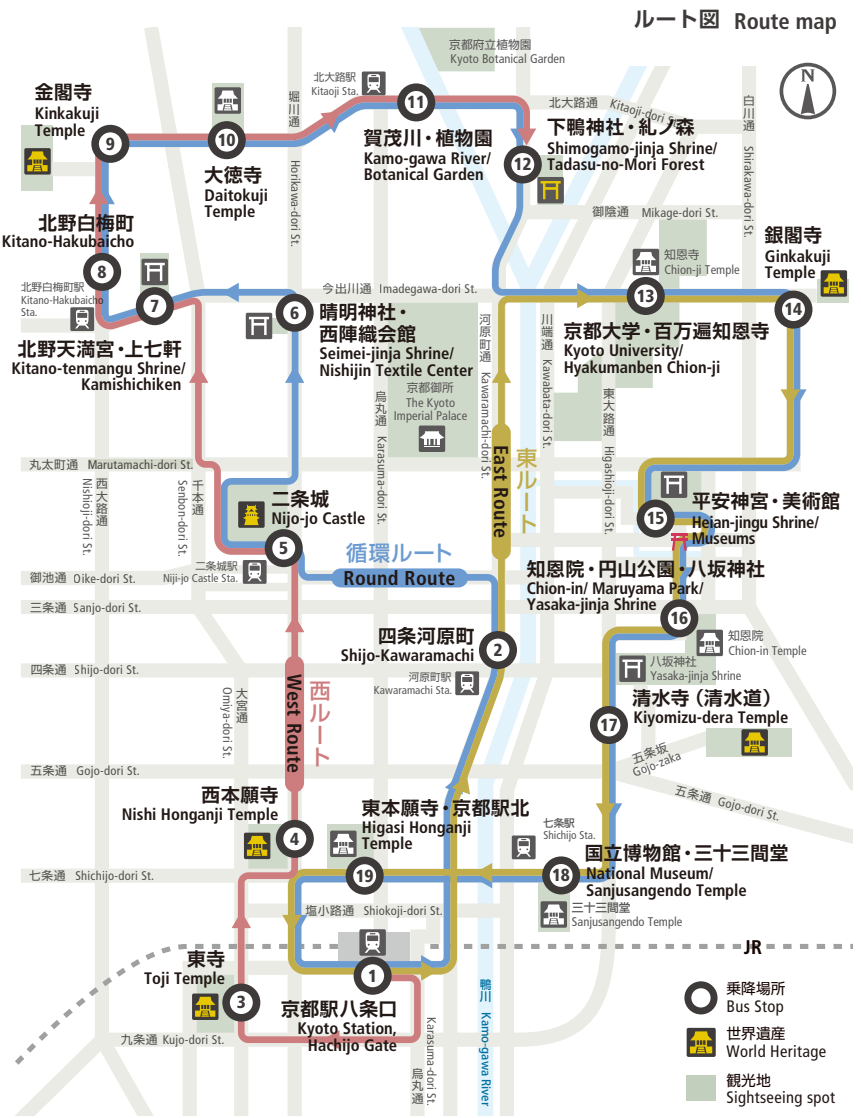 ルート図 Route map
京都府立植物園
Kyoto Botanical Garden
北大路駅
Kitaoji Sta.
金閣寺
Kinkakuji
Temple
9
10
大徳寺
Daitokuji
Temple
堀川通
Horikawa-dori St.
11
賀茂川・植物園
Kamo-gawa River/
Botanical Garden
北大路通 Kitaoji-dori St.
下鴨神社・糺ノ森
Shimogamo-jinja Shrine/
Tadasu-no-Mori Forest
12
白川通
Shirakawa-dori St.
N
御陰通 Mikage-dori St.
北野白梅町
Kitano-Hakubaicho
8
北野白梅町駅
Kitano-Hakubaicho
Sta.
7
北野天満宮・上七軒
Kitano-tenmangu Shrine/
Kamishichiken
今出川通 Imadegawa-dori St.
6
晴明神社・
西陣織会館
Seimei-jinja Shrine/
Nishijin Textile Center
京都御所
The Kyoto
Imperial Palace
烏丸通
Karasuma-dori St.
河原町通
Kawaramachi-dori St.
川端通
Kawabata-dori St.
知恩寺
Chion-ji Temple
13
京都大学・百万遍知恩寺
Kyoto University/
Hyakumanben Chion-ji
銀閣寺
Ginkakuji
Temple
14
東大路通
Higashioji-dori St.
東ルート
East Route
丸太町通 Marutamachi-dori St.
西大路通
Nishioji-dori St.
千本通
Senbon-dori St.
二条城
Nijo-jo Castle
5
二条城駅
Niji-jo Castle Sta.
循環ルート
Round Route
15
平安神宮・美術館
Heian-jingu Shrine/
Museums
御池通 Oike-dori St.
三条通 Sanjo-dori St.
知恩院・円山公園・八坂神社
Chion-in/ Maruyama Park/
Yasaka-jinja Shrine
16
知恩院
Chion-in Temple
八坂神社
Yasaka-jinja Shrine
四条河原町
Shijo-Kawaramachi
2
河原町駅
Kawaramachi Sta.
四条通 Shijo-dori St.
大宮通
Omiya-dori St.
西ルート
West Route
17
清水寺（清水道）
Kiyomizu-dera Temple
五条坂
Gojo-zaka
五条通 Gojo-dori St.
五条通 Gojo-dori St.
西本願寺
Nishi Honganji Temple
4
東本願寺・京都駅北
Higasi Honganji
Temple
19
七条駅
Shichijo Sta.
18
国立博物館・三十三間堂
National Museum/
Sanjusangendo Temple
三十三間堂
Sanjusangendo Temple
七条通 Shichijo-dori St.
塩小路通 Shiokoji-dori St.
JR
東寺
Toji Temple
3
1
京都駅八条口
Kyoto Station,
Hachijo Gate
九条通 Kujo-dori St.
Karasuma-dori St.
烏丸通
鴨川
Kamo-gawa River
乗降場所
Bus Stop
世界遺産
World Heritage
観光地
Sightseeing spot